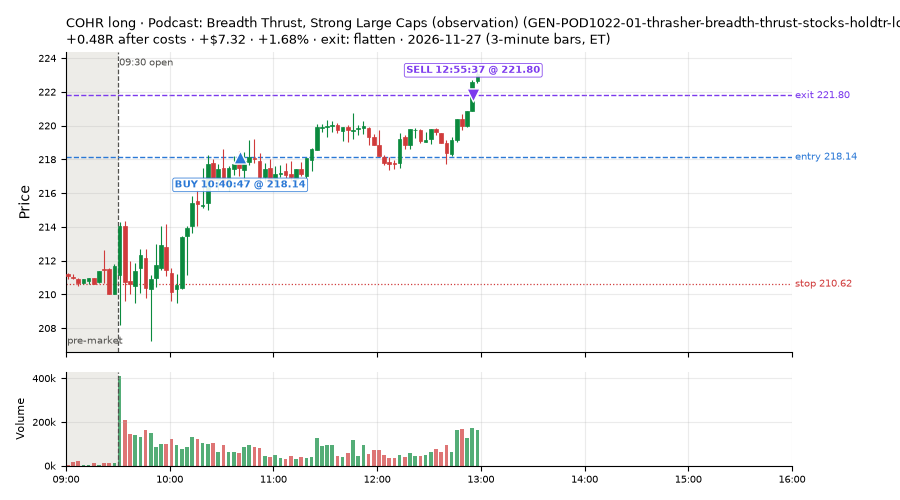 COHR long · Podcast: Breadth Thrust, Strong Large Caps (observation) (GEN-POD1022-01-thrasher-breadth-thrust-stocks-holdtr-lo
+0.48R after costs · +$7.32 · +1.68% · exit: flatten · 2026-11-27 (3-minute bars, ET)
224
09:30 open
SELL 12:55:37 @ 221.80
222
exit 221.80
220
218
entry 218.14
BUY 10:40:47 @ 218.14
216
Price
214
212
210
stop 210.62
208
pre-market
400k
200k
0k
Volume
09:00 10:00 11:00 12:00 13:00 14:00 15:00 16:00